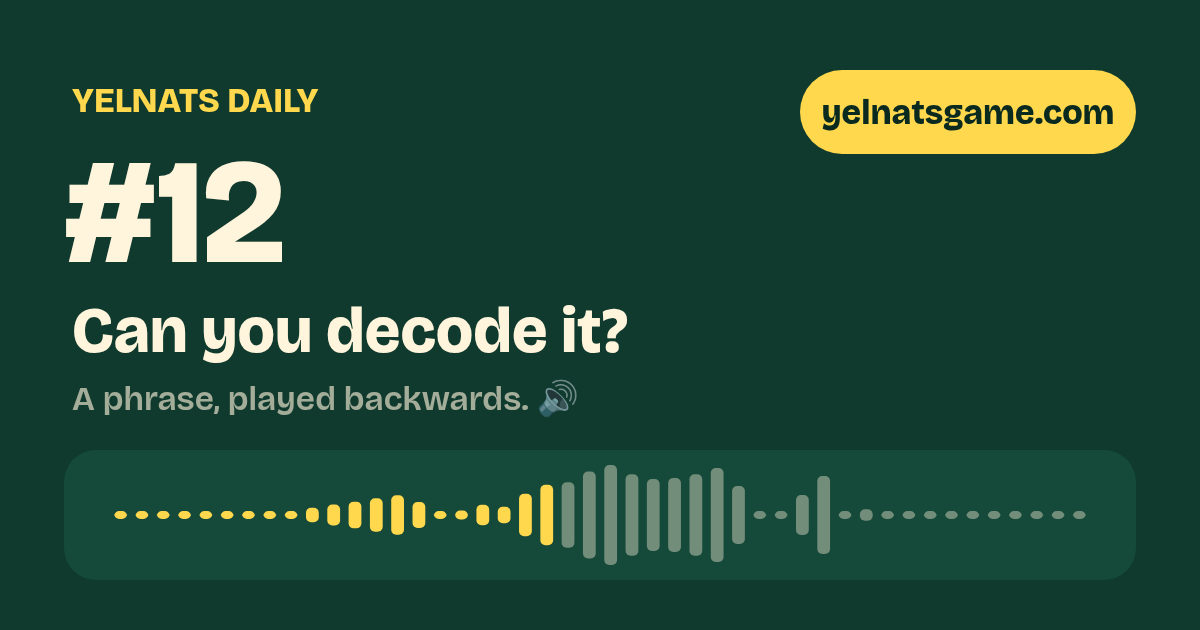 YELNATS DAILY
yelnatsgame.com
#12
Can you decode it?
A phrase, played backwards. 🔊